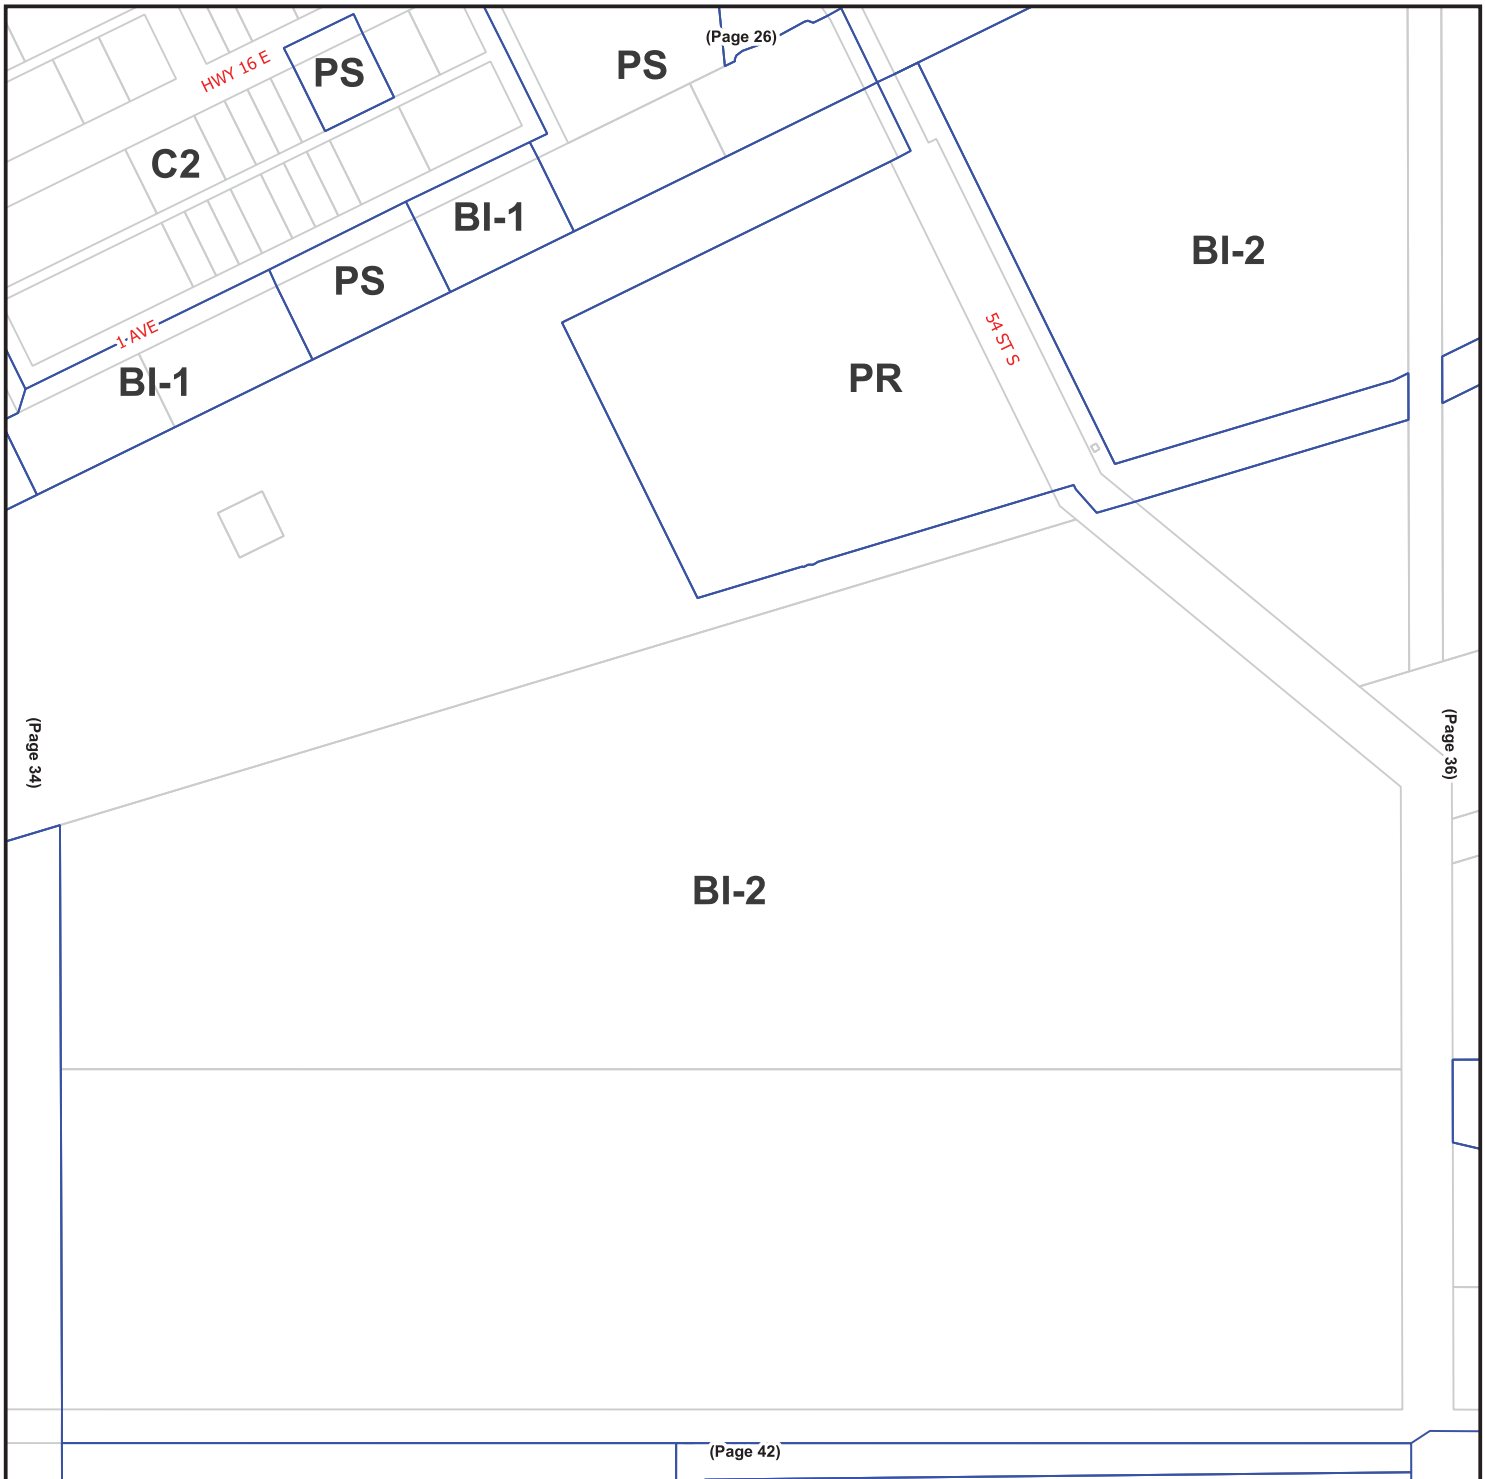 (Page 26)
PS
HWY 16 E
PS
C2
BI-1
BI-2
PS
1 AVE
54 ST S
BI-1
PR
(Page 34)
(Page 36)
BI-2
(Page 42)